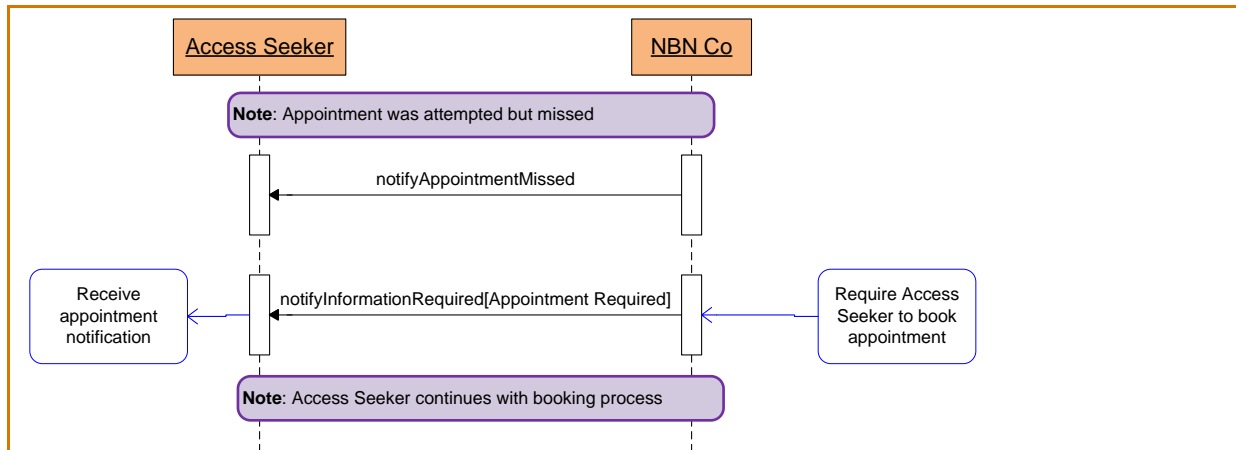 Access Seeker
NBN Co
Note: Appointment was attempted but missed
notifyAppointmentMissed
Receive
appointment
notification
notifyInformationRequired[Appointment Required]
Require Access
Seeker to book
appointment
Note: Access Seeker continues with booking process